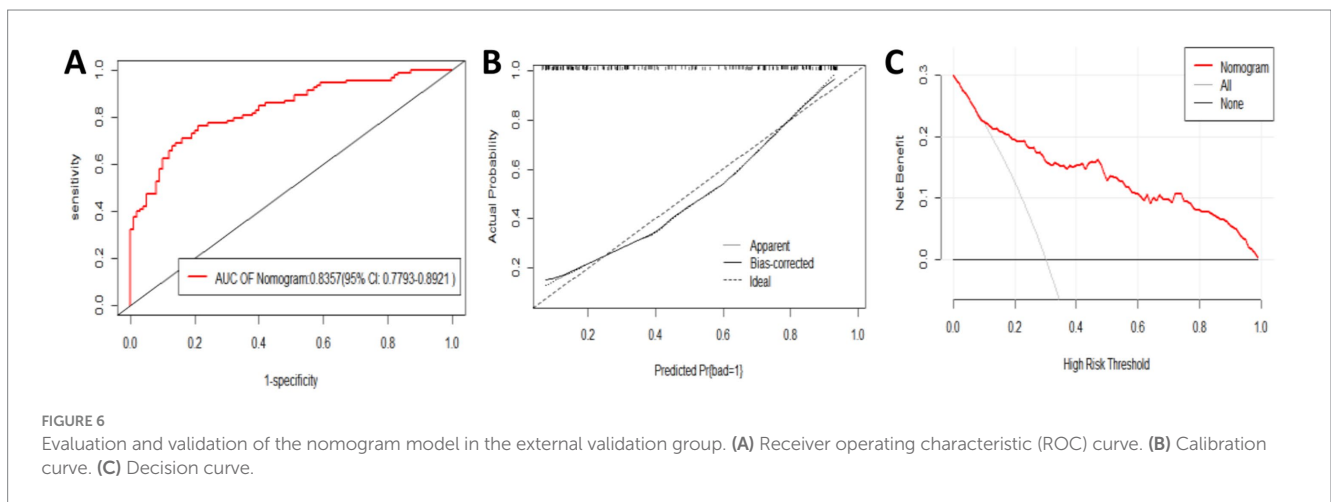 A
sensitivity
1.0
0.8
0.6
0.4
0.2
0.0
AUC OF Nomogram:0.8357(95% CI: 0.7793-0.8921 )
0.0 0.2 0.4 0.6 0.8 1.0
1-specificity
B
Actual Probability
1.0
0.8
0.6
0.4
0.2
Apparent
Bias-corrected
Ideal
0.2 0.4 0.6 0.8 1.0
Predicted Pr{bad=1}
C
Net Benefit
0.3
0.2
0.1
0.0
Nomogram
All
None
0.0 0.2 0.4 0.6 0.8 1.0
High Risk Threshold
FIGURE 6
Evaluation and validation of the nomogram model in the external validation group. (A) Receiver operating characteristic (ROC) curve. (B) Calibration
curve. (C) Decision curve.